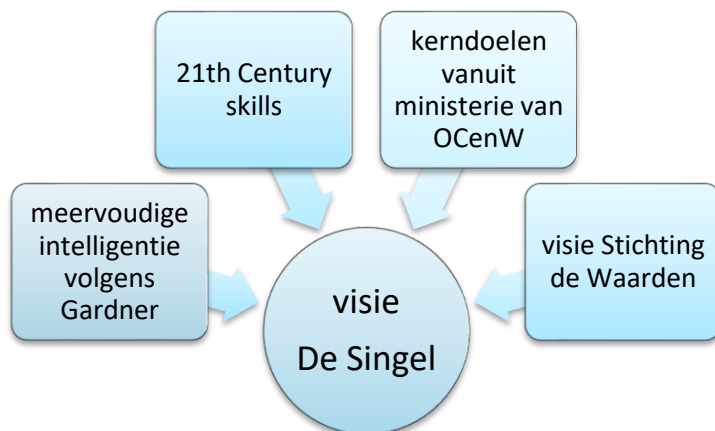 21th Century
skills
kerndoelen
vanuit
ministerie van
OCenW
meervoudige
intelligentie
volgens
Gardner
visie Stichting
de Waarden
visie
De Singel